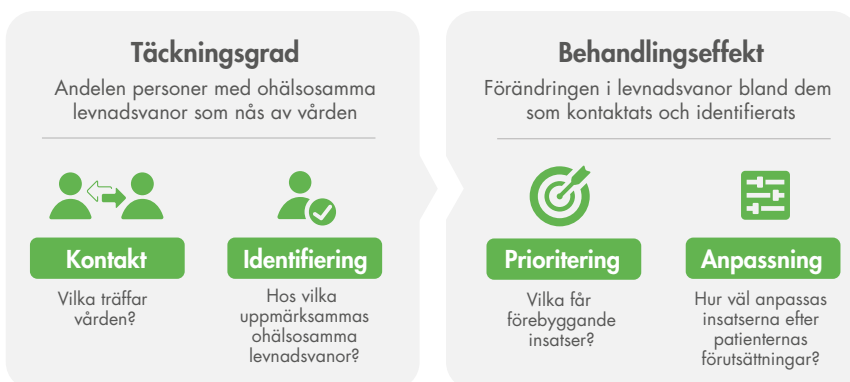 Täckningsgrad
Andelen personer med ohälsosamma
levnadsvanor som nås av vården
Kontakt
Vilka träffar
vården?
Identifiering
Hos vilka
uppmärksammas
ohälsosamma
levnadsvanor?
Behandlingseffekt
Förändringen i levnadsvanor bland dem
som kontaktats och identifierats
Prioritering
Vilka får
förebyggande
insatser?
Anpassning
Hur väl anpassas
insatserna efter
patienternas
förutsättningar?